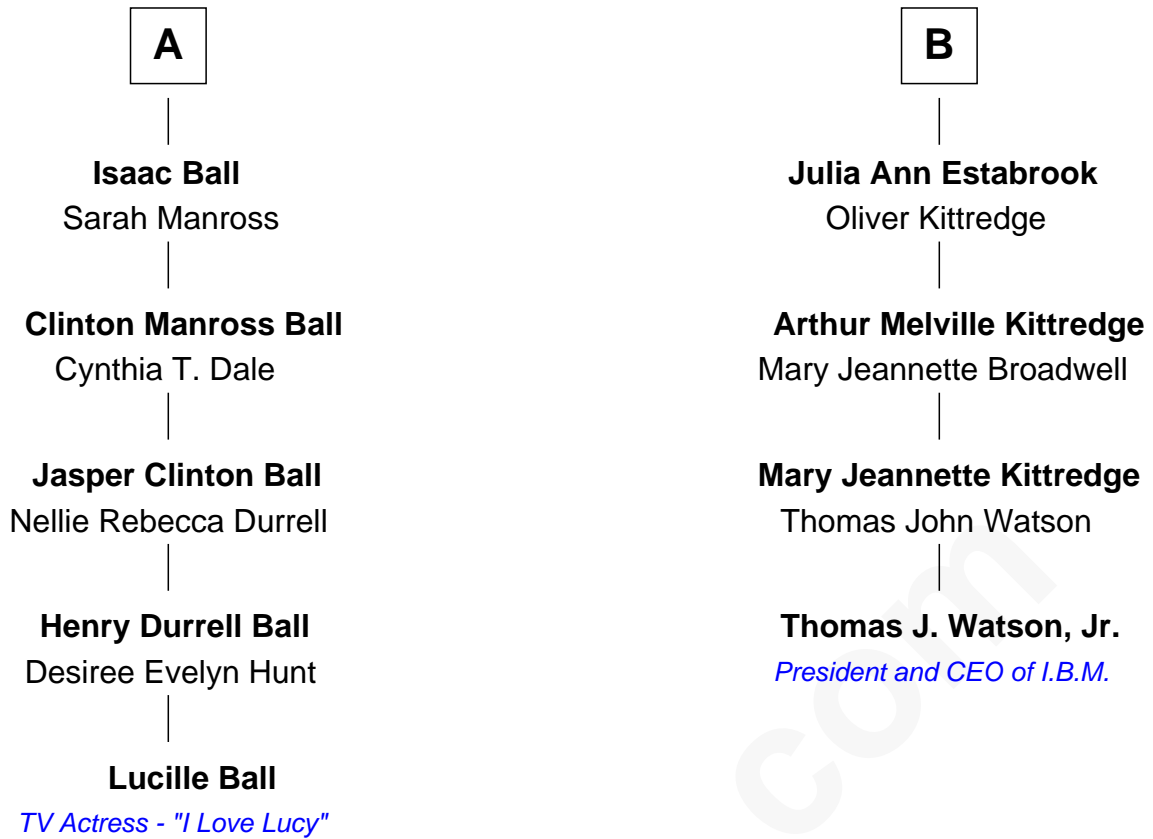 A
Isaac Ball
Sarah Manross
Clinton Manross Ball
Cynthia T. Dale
Jasper Clinton Ball
Nellie Rebecca Durrell
Henry Durrell Ball
Desiree Evelyn Hunt
Lucille Ball
TV Actress - "I Love Lucy"
B
Julia Ann Estabrook
Oliver Kittredge
Arthur Melville Kittredge
Mary Jeannette Broadwell
Mary Jeannette Kittredge
Thomas John Watson
Thomas J. Watson, Jr.
President and CEO of I.B.M.
com